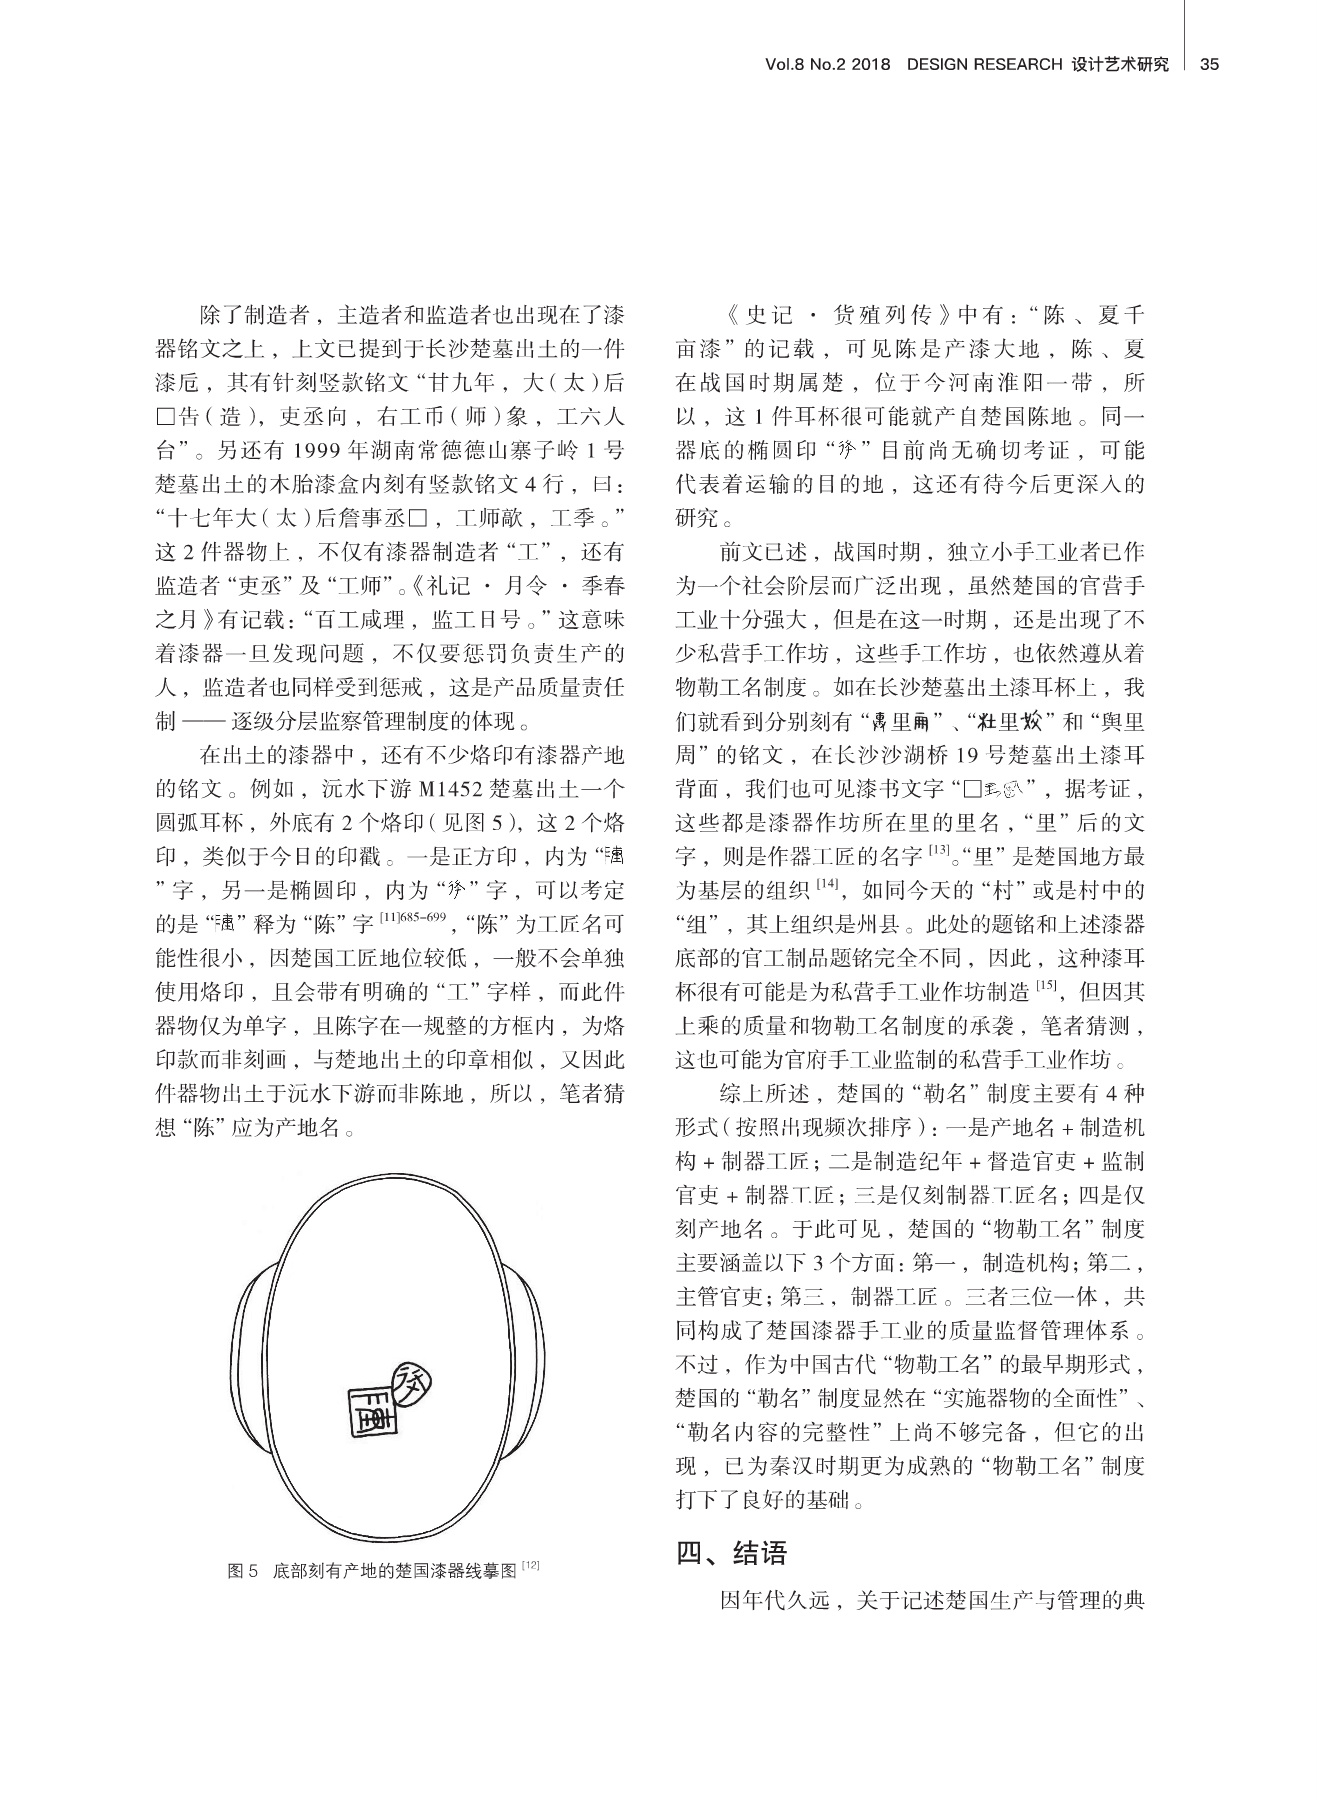 Vol.8 No.2 2018 DESIGN RESEARCH 设计艺术研究 35
除了制造者，主造者和监造者也出现在了漆
器铭文之上，上文已提到于长沙楚墓出土的一件
漆卮，其有针刻竖款铭文“廿九年，大（太）后
□告（造），吏丞向，右工币（师）象，工六人
台”。另还有 1999 年湖南常德德山寨子岭 1 号
楚墓出土的木胎漆盒内刻有竖款铭文 4 行，曰：
“十七年大（太）后詹事丞□，工师歐，工季。”
这 2 件器物上，不仅有漆器制造者“工”，还有
监造者“吏丞”及“工师”。《礼记 · 月令 · 季春
之月》有记载：“百工咸理，监工日号。”这意味
着漆器一旦发现问题，不仅要惩罚负责生产的
人，监造者也同样受到惩戒，这是产品质量责任
制 —— 逐级分层监察管理制度的体现。
在出土的漆器中，还有不少烙印有漆器产地
的铭文。例如，沅水下游 M1452 楚墓出土一个
圆弧耳杯，外底有 2 个烙印（见图 5），这 2 个烙
印，类似于今日的印戳。一是正方印，内为“
”字，另一是椭圆印，内为“”字，可以考定
的是“”释为“陈”字 [11]685-699，“陈”为工匠名可
能性很小，因楚国工匠地位较低，一般不会单独
使用烙印，且会带有明确的“工”字样，而此件
器物仅为单字，且陈字在一规整的方框内，为烙
印款而非刻画，与楚地出土的印章相似，又因此
件器物出土于沅水下游而非陈地，所以，笔者猜
想“陈”应为产地名。
图 5 底部刻有产地的楚国漆器线摹图 [12]
《史记 · 货殖列传》中有：“陈、夏千
亩漆”的记载，可见陈是产漆大地，陈、夏
在战国时期属楚，位于今河南淮阳一带，所
以，这 1 件耳杯很可能就产自楚国陈地。同一
器底的椭圆印“”目前尚无确切考证，可能
代表着运输的目的地，这还有待今后更深入的
研究。
前文已述，战国时期，独立小手工业者已作
为一个社会阶层而广泛出现，虽然楚国的官营手
工业十分强大，但是在这一时期，还是出现了不
少私营手工作坊，这些手工作坊，也依然遵从着
物勒工名制度。如在长沙楚墓出土漆耳杯上，我
们就看到分别刻有“里”、“里”和“舆里
周”的铭文，在长沙沙湖桥 19 号楚墓出土漆耳
背面，我们也可见漆书文字“□”，据考证，
这些都是漆器作坊所在里的里名，“里”后的文
字，则是作器工匠的名字 [13]。“里”是楚国地方最
为基层的组织 [14]，如同今天的“村”或是村中的
“组”，其上组织是州县。此处的题铭和上述漆器
底部的官工制品题铭完全不同，因此，这种漆耳
杯很有可能是为私营手工业作坊制造 [15]，但因其
上乘的质量和物勒工名制度的承袭，笔者猜测，
这也可能为官府手工业监制的私营手工业作坊。
综上所述，楚国的“勒名”制度主要有 4 种
形式（按照出现频次排序）：一是产地名 + 制造机
构 + 制器工匠；二是制造纪年 + 督造官吏 + 监制
官吏 + 制器工匠；三是仅刻制器工匠名；四是仅
刻产地名。于此可见，楚国的“物勒工名”制度
主要涵盖以下 3 个方面：第一，制造机构；第二，
主管官吏；第三，制器工匠。三者三位一体，共
同构成了楚国漆器手工业的质量监督管理体系。
不过，作为中国古代“物勒工名”的最早期形式，
楚国的“勒名”制度显然在“实施器物的全面性”、
“勒名内容的完整性”上尚不够完备，但它的出
现，已为秦汉时期更为成熟的“物勒工名”制度
打下了良好的基础。
四、结语
因年代久远，关于记述楚国生产与管理的典